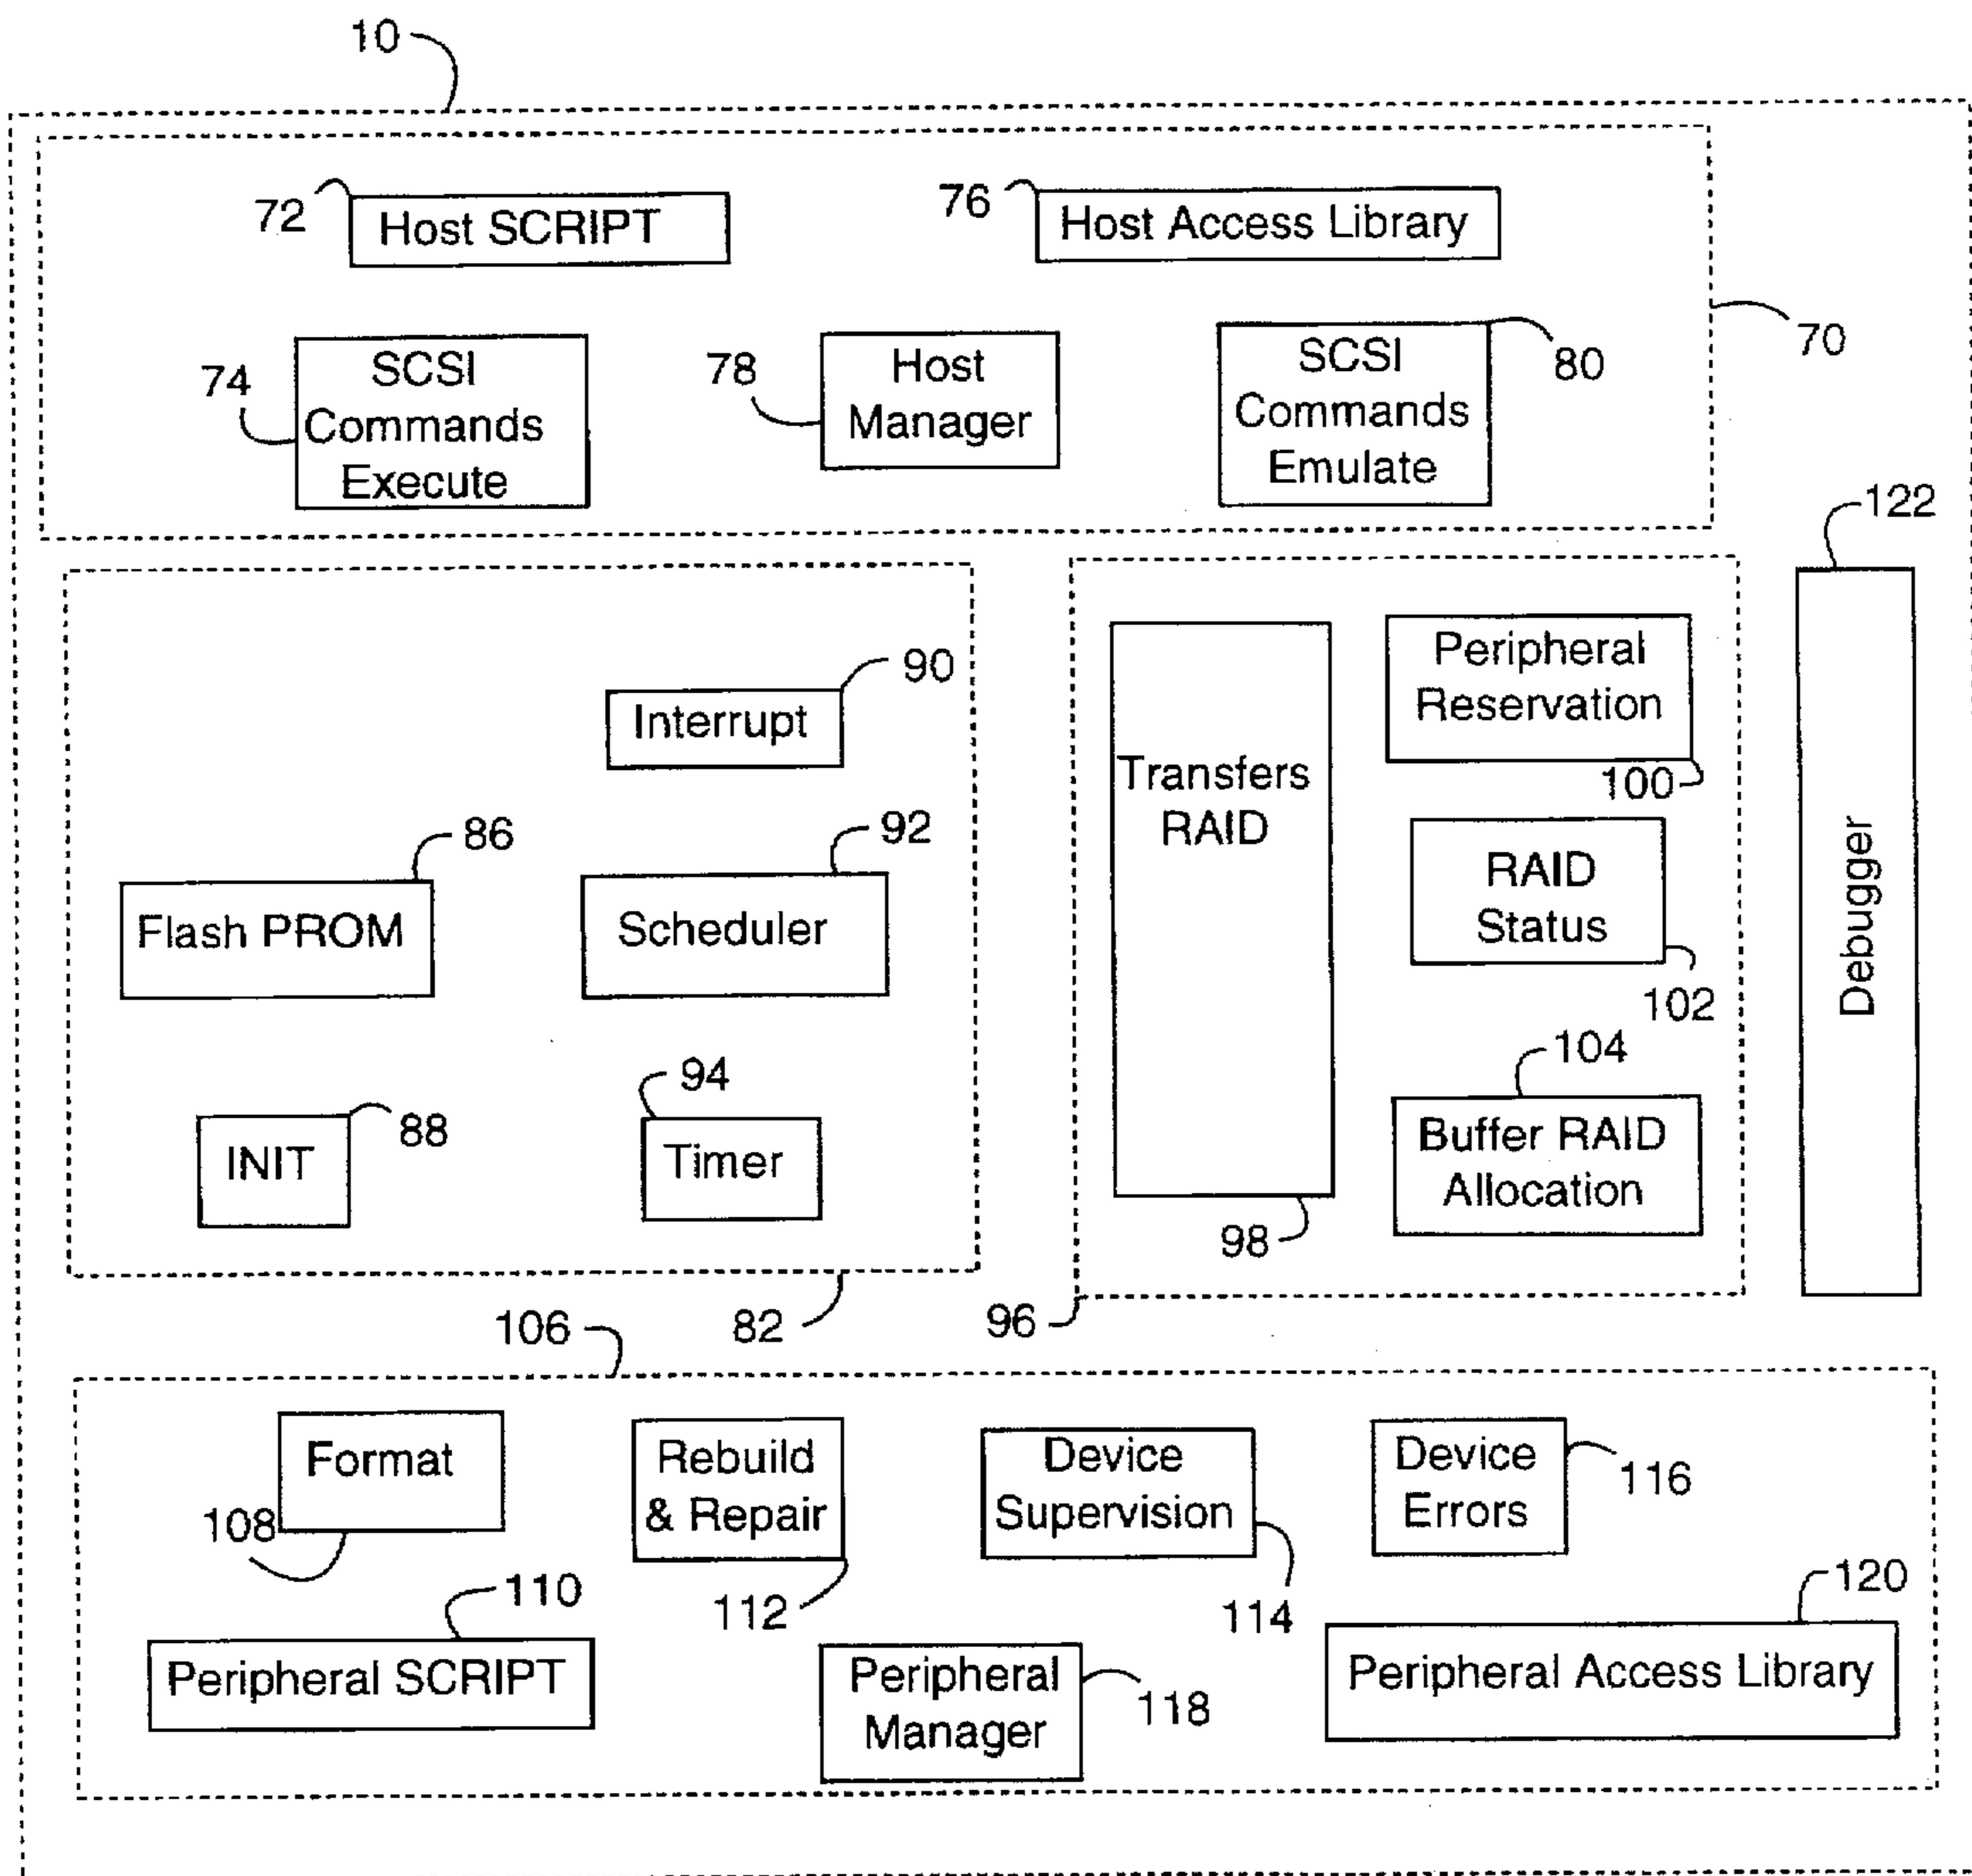 10
72
Host SCRIPT
76
Host Access Library
70
74
SCSI
Commands
Execute
78
Host
Manager
SCSI
Commands
Emulate
80
122
90
Interrupt
86
Flash PROM
92
Scheduler
88
INIT
94
Timer
82
Transfers
RAID
98
Peripheral
Reservation
100
RAID
Status
102
104
Buffer RAID
Allocation
96
Debugger
106
Format
108
Rebuild
& Repair
112
Device
Supervision
114
Device
Errors
116
110
Peripheral SCRIPT
Peripheral
Manager
118
120
Peripheral Access Library